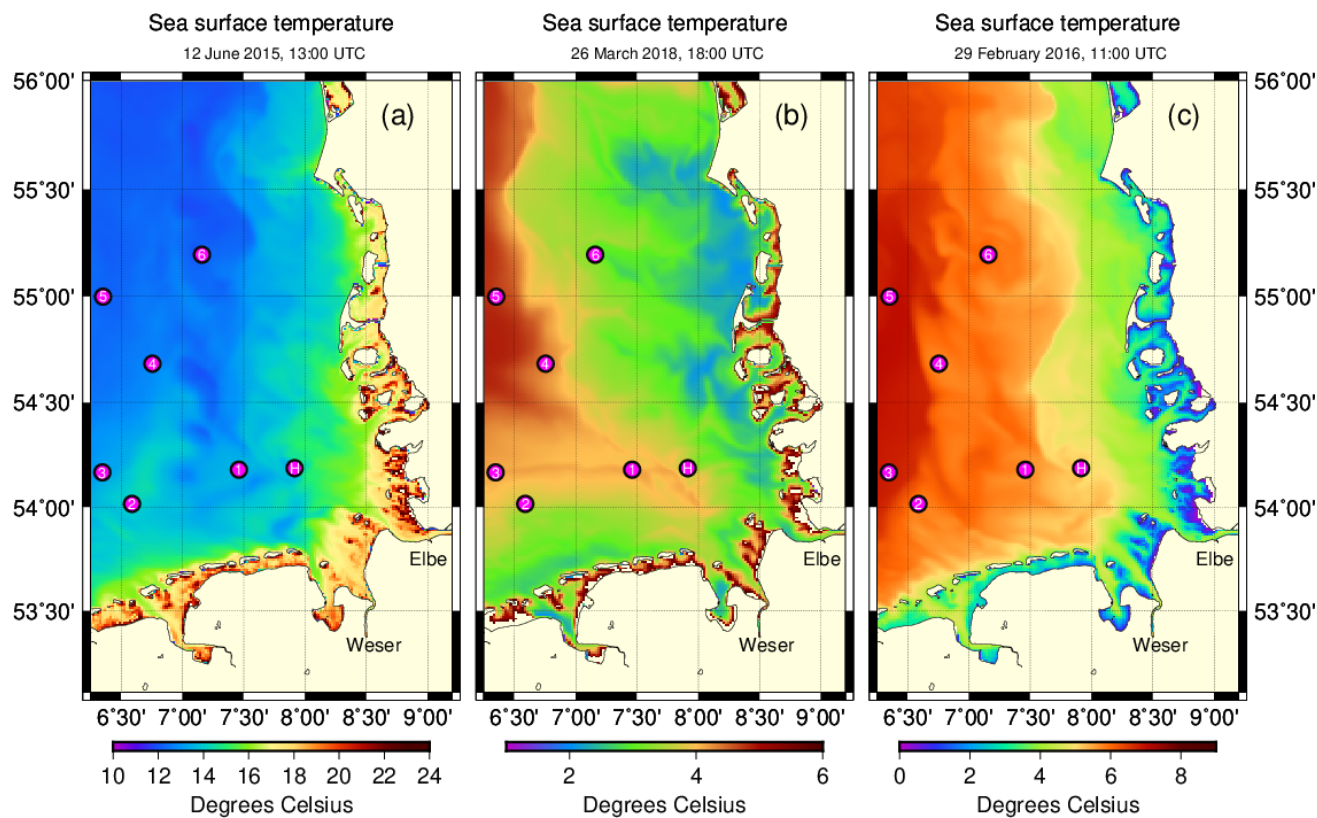 Sea surface temperature Sea surface temperature Sea surface temperature
12 June 2015, 13:00 UTC 26 March 2018, 18:00 UTC 29 February 2016, 11:00 UTC
56˚00' 56˚00'
(a) (b) (c)
55˚30' 55˚30'
6 6 6
55˚00' 5 5 5 55˚00'
4 4 4
54˚30' 54˚30'
3 1 H 3 1 H 3 1 H
2 2 2
54˚00' 54˚00'
Elbe Elbe Elbe
53˚30' 53˚30'
Weser Weser Weser
6˚30' 7˚00' 7˚30' 8˚00' 8˚30' 9˚00' 6˚30' 7˚00' 7˚30' 8˚00' 8˚30' 9˚00' 6˚30' 7˚00' 7˚30' 8˚00' 8˚30' 9˚00'
10 12 14 16 18 20 22 24 2 4 6 0 2 4 6 8
Degrees Celsius Degrees Celsius Degrees Celsius